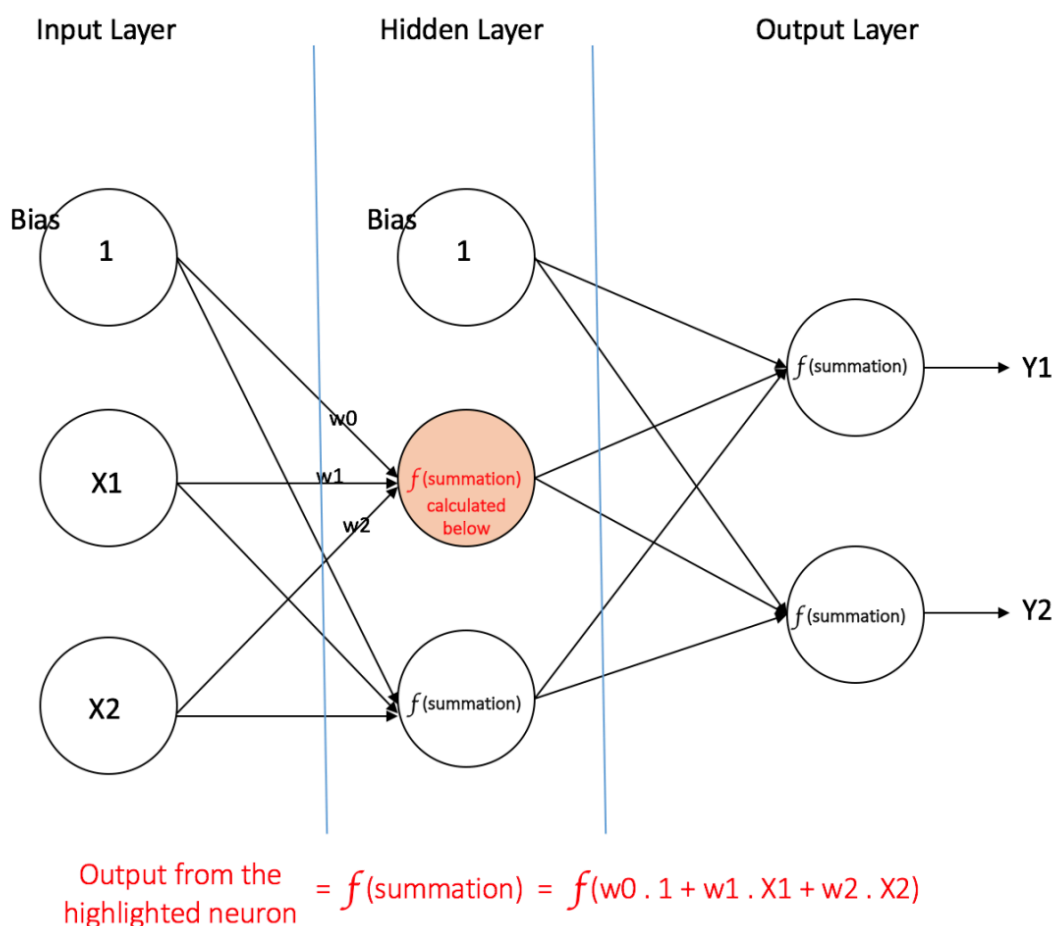 Input Layer
Hidden Layer
Output Layer
Bias
1
Bias
1
w0
X1
w1
f(summation)
calculated
below
w2
f(summation)
Y1
X2
f(summation)
f(summation)
Y2
Output from the
highlighted neuron
= f(summation) = f(w0 . 1 + w1 . X1 + w2 . X2)